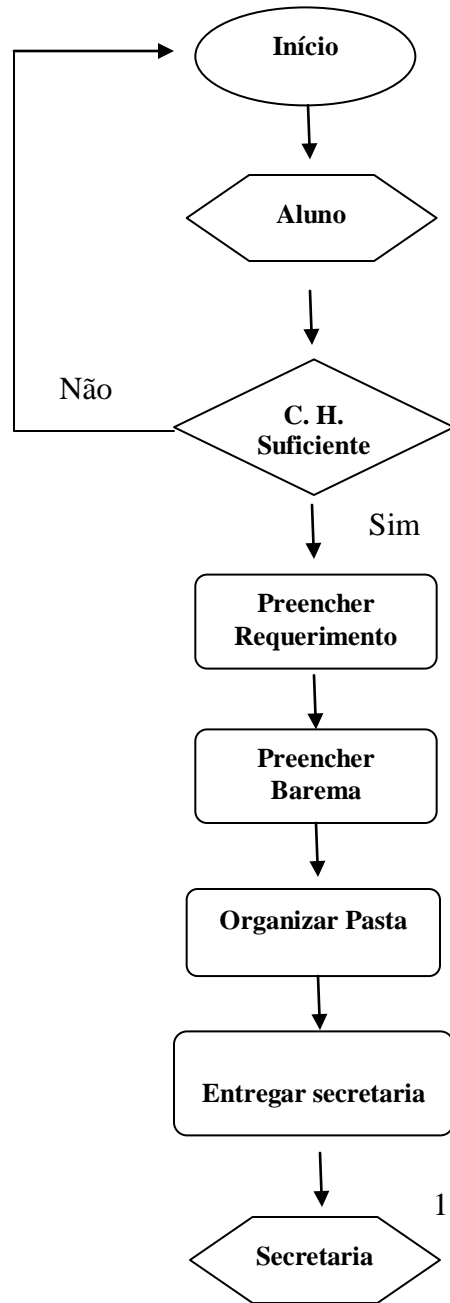 Início
Aluno
Não
C. H.
Suficiente
Sim
Preencher
Requerimento
Preencher
Barema
Organizar Pasta
Entregar secretaria
1
Secretaria